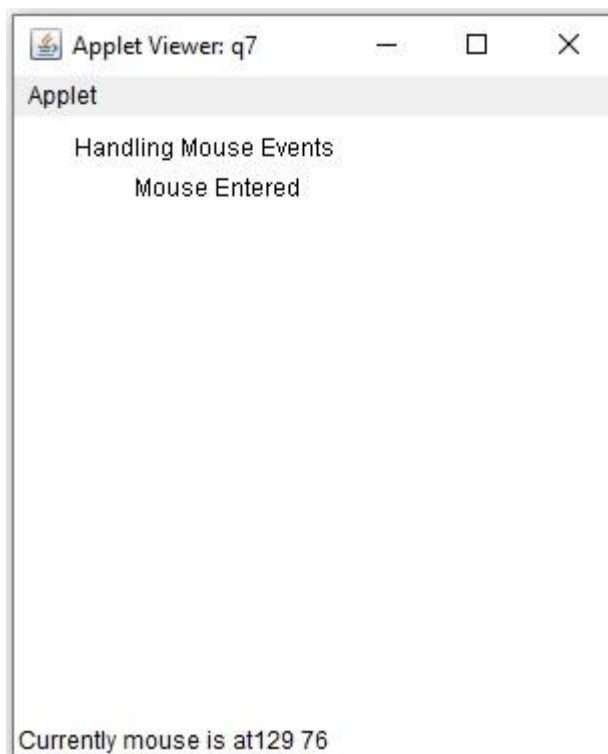 Applet Viewer: q7
Applet
Handling Mouse Events
Mouse Entered
Currently mouse is at129 76